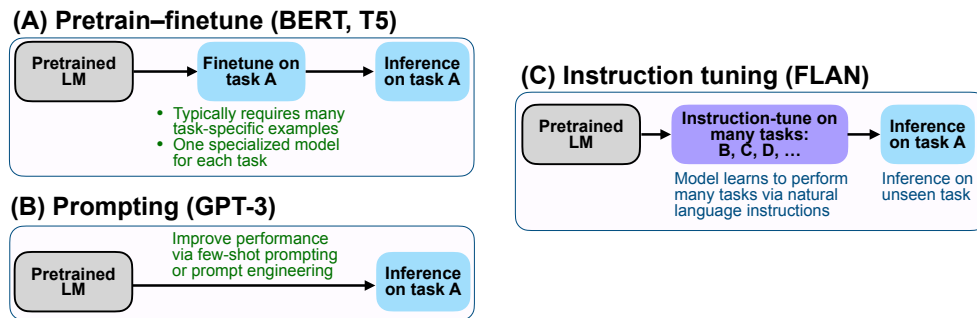 (A) Pretrain–finetune (BERT, T5)
Pretrained
LM
Finetune on
task A
Inference
on task A
• Typically requires many
task-specific examples
• One specialized model
for each task
(B) Prompting (GPT-3)
Pretrained
LM
Improve performance
via few-shot prompting
or prompt engineering
Inference
on task A
(C) Instruction tuning (FLAN)
Pretrained
LM
Instruction-tune on
many tasks:
B, C, D, …
Inference
on task A
Model learns to perform
many tasks via natural
language instructions
Inference on
unseen task